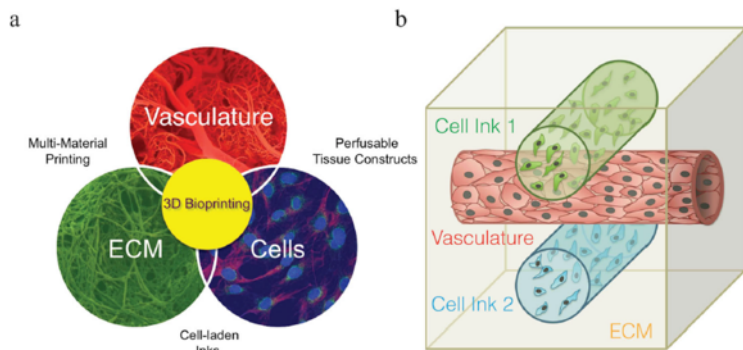 a
Vasculature
Multi-Material
Printing
Perfusable
Tissue Constructs
3D Bioprinting
ECM
Cells
Cell-laden
Inks
b
Cell Ink 1
Vasculature
Cell Ink 2
ECM